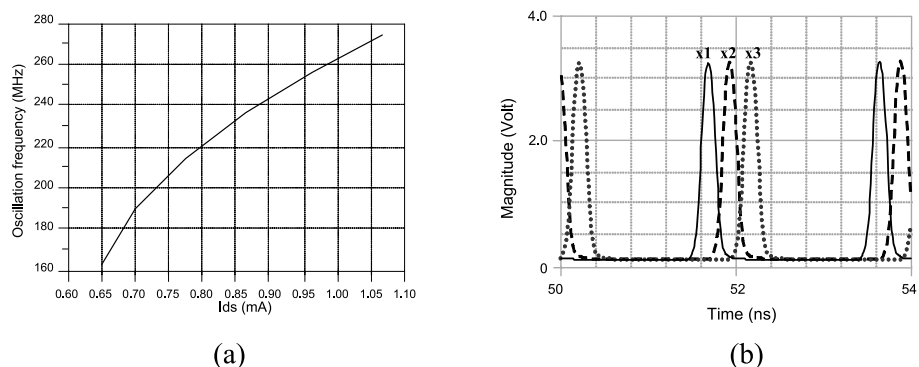 280
260
240
220
200
180
160
Oscillation frequency (MHz)
0.60 0.65 0.70 0.75 0.80 0.85 0.90 0.95 1.00 1.10
Ids (mA)
(a)
4.0
2.0
0
Magnitude (Volt)
x1 x2 x3
50 52 54
Time (ns)
(b)